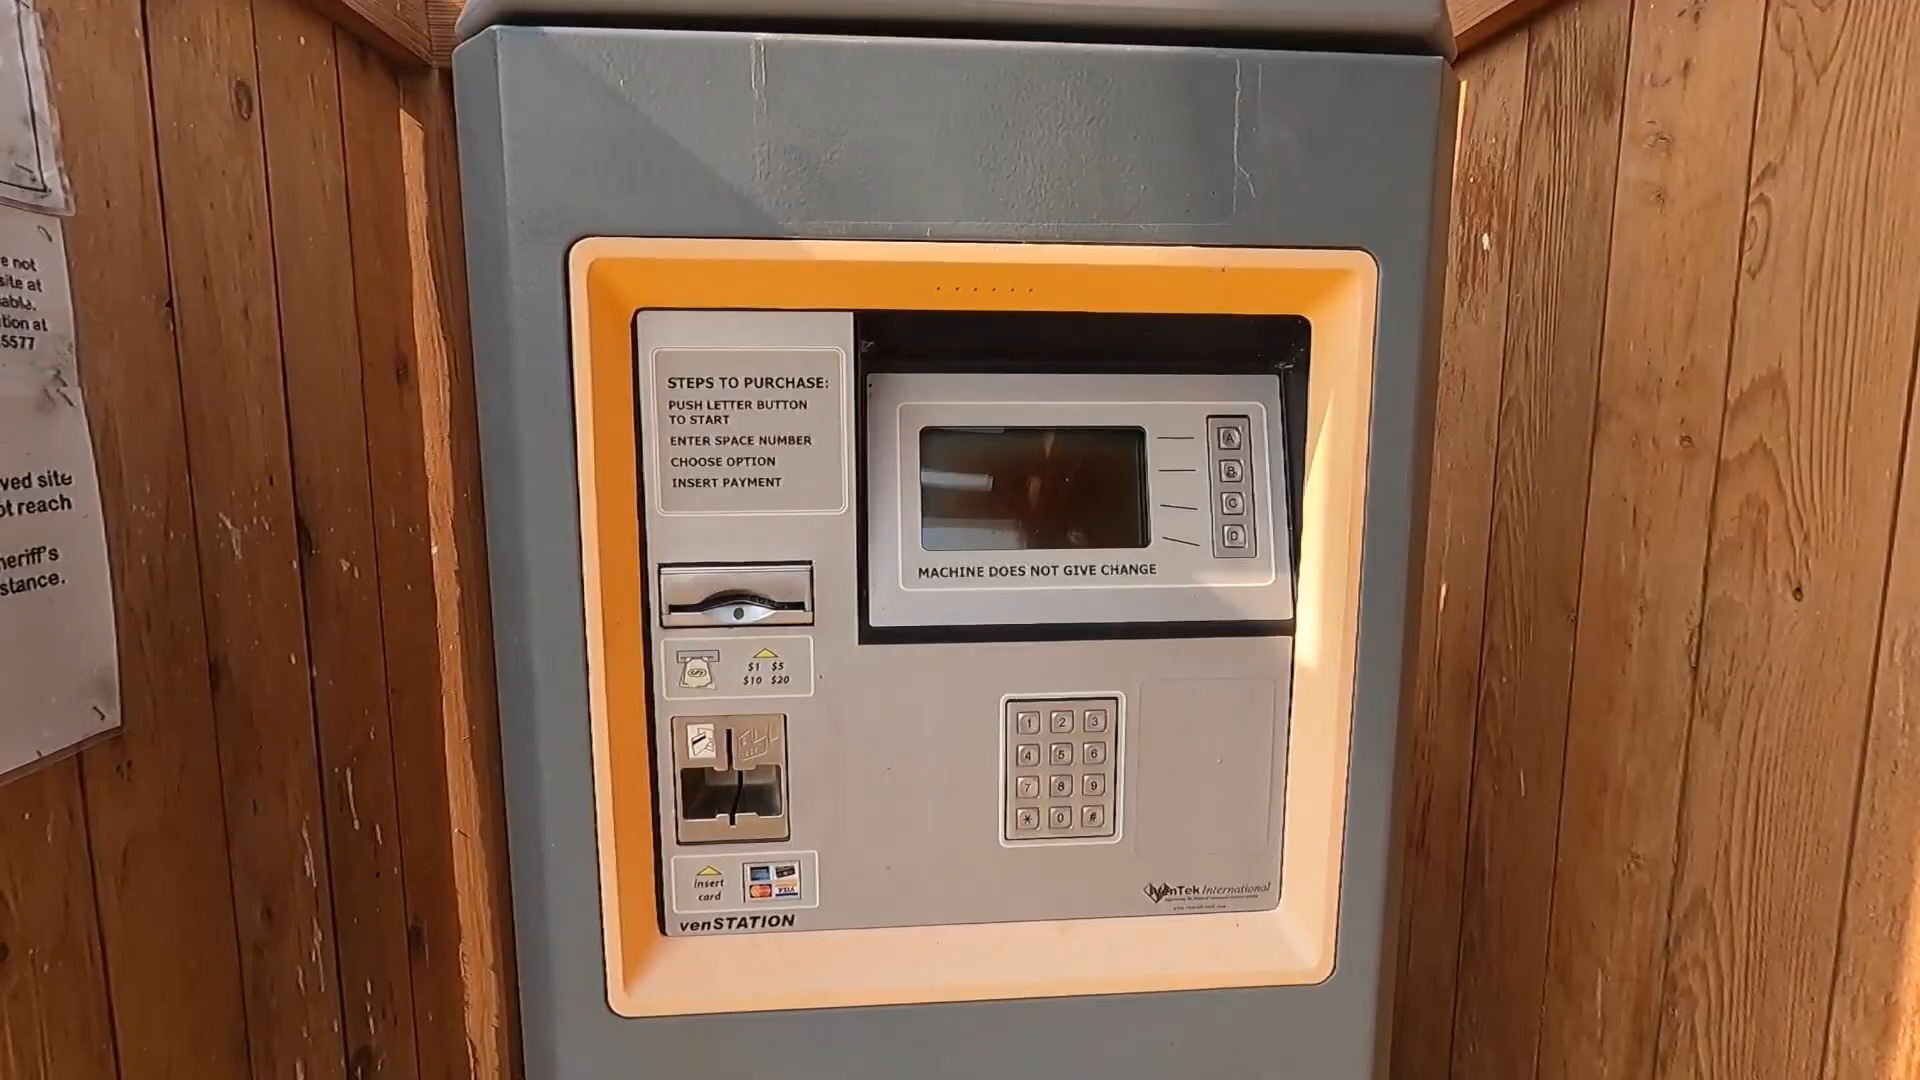 e not
site at
able.
tion at
5577
ved site
ot reach
heriff's
stance.
STEPS TO PURCHASE:
PUSH LETTER BUTTON
TO START
ENTER SPACE NUMBER
CHOOSE OPTION
INSERT PAYMENT
A
B
C
D
MACHINE DOES NOT GIVE CHANGE
$1 $5
$10 $20
1 2 3
4 5 6
7 8 9
* 0 #
insert
card
VISA
venSTATION
VenTek International